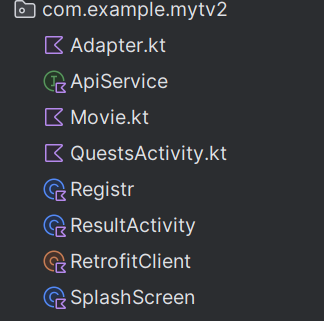 com.example.mytv2
Adapter.kt
ApiService
Movie.kt
QuestsActivity.kt
Registr
ResultActivity
RetrofitClient
SplashScreen